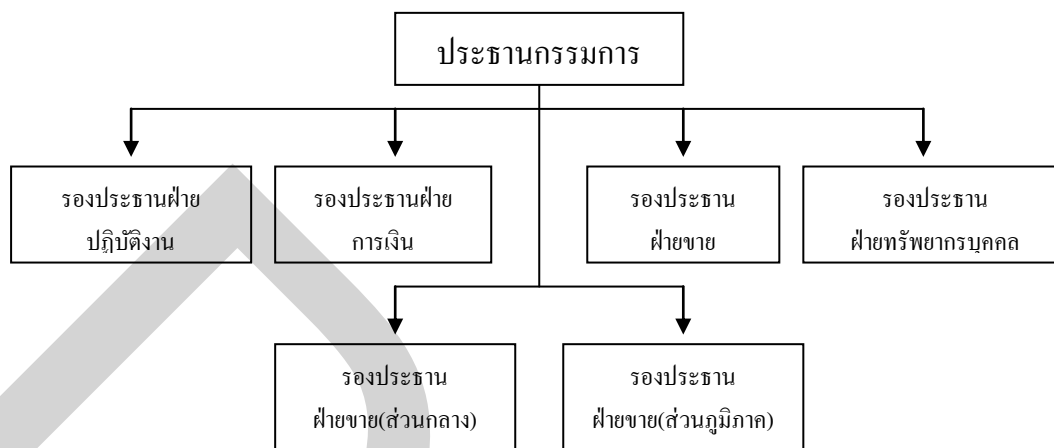 ประธานกรรมการ
รองประธานฝ่าย
ปฏิบัติงาน
รองประธานฝ่าย
การเงิน
รองประธาน
ฝ่ายขาย
รองประธาน
ฝ่ายทรัพยากรบุคคล
รองประธาน
ฝ่ายขาย(ส่วนกลาง)
รองประธาน
ฝ่ายขาย(ส่วนภูมิภาค)